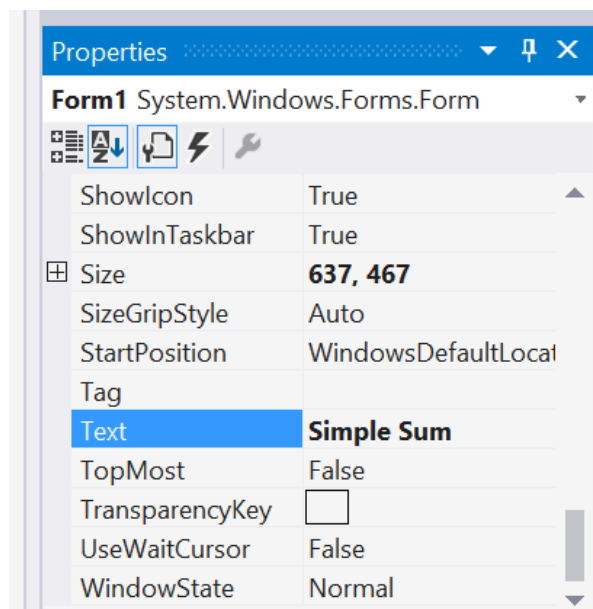 Properties
Form1 System.Windows.Forms.Form
ShowIcon True
ShowInTaskbar True
Size 637, 467
SizeGripStyle Auto
StartPosition WindowsDefaultLocat
Tag
Text Simple Sum
TopMost False
TransparencyKey
UseWaitCursor False
WindowState Normal